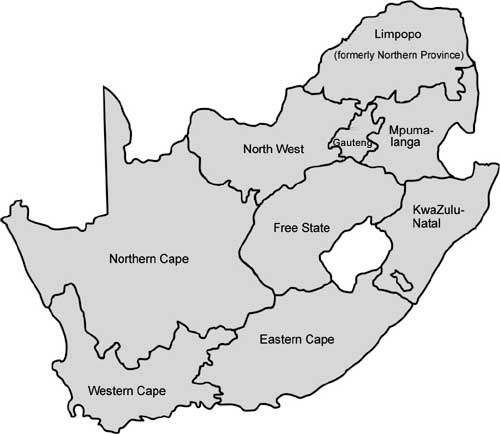 Limpopo
(formerly Northern Province)
Mpuma-
langa
Gauteng
North West
KwaZulu-
Natal
Free State
Northern Cape
Eastern Cape
Western Cape